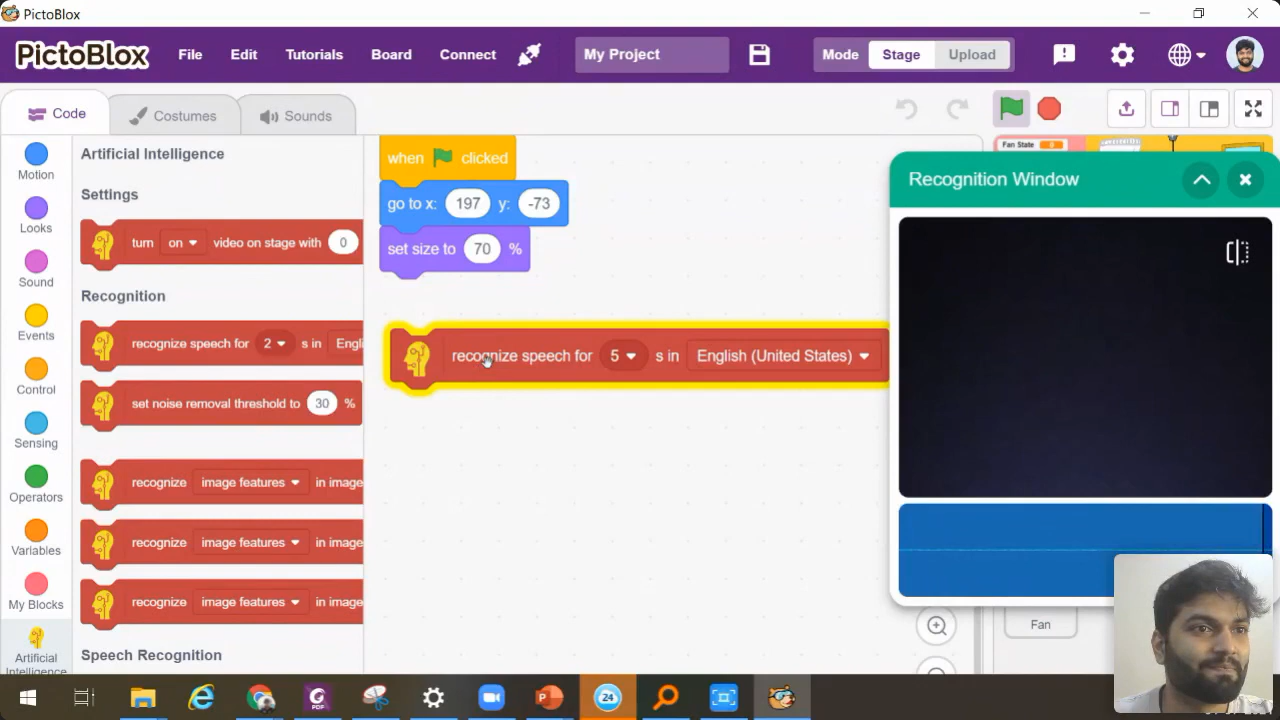 PictoBlox
PictoBlox
File
Edit
Tutorials
Board
Connect
My Project
Mode
Stage
Upload
Code
Costumes
Sounds
Motion
Looks
Sound
Events
Control
Sensing
Operators
Variables
My Blocks
Artificial
Intelligence
Artificial Intelligence
Settings
turn on video on stage with 0
Recognition
recognize speech for 2 s in Engli
set noise removal threshold to 30 %
recognize image features in image
recognize image features in image
recognize image features in image
Speech Recognition
when clicked
go to x: 197 y: -73
set size to 70 %
recognize speech for 5 s in English (United States)
Fan State
Recognition Window
Fan
24
PDF